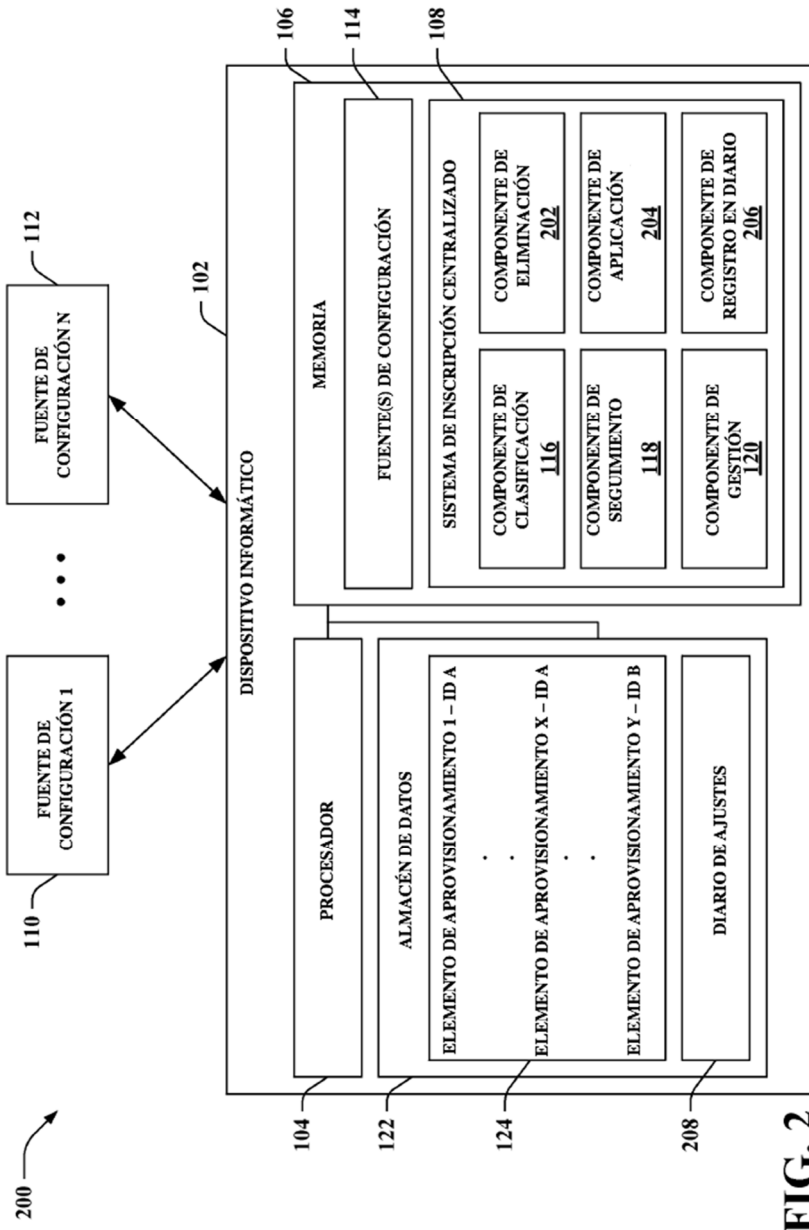 200
110
FUENTE DE
CONFIGURACIÓN 1
• • •
FUENTE DE
CONFIGURACIÓN N
112
102
DISPOSITIVO INFORMÁTICO
104
PROCESADOR
122
ALMACÉN DE DATOS
124
ELEMENTO DE APROVISIONAMIENTO 1 – ID A
ELEMENTO DE APROVISIONAMIENTO X – ID A
ELEMENTO DE APROVISIONAMIENTO Y – ID B
208
DIARIO DE AJUSTES
106
MEMORIA
114
FUENTE(S) DE CONFIGURACIÓN
108
SISTEMA DE INSCRIPCIÓN CENTRALIZADO
COMPONENTE DE
CLASIFICACIÓN
116
COMPONENTE DE
ELIMINACIÓN
202
COMPONENTE DE
SEGUIMIENTO
118
COMPONENTE DE
APLICACIÓN
204
COMPONENTE DE
GESTIÓN
120
COMPONENTE DE
REGISTRO EN DIARIO
206
FIG. 2